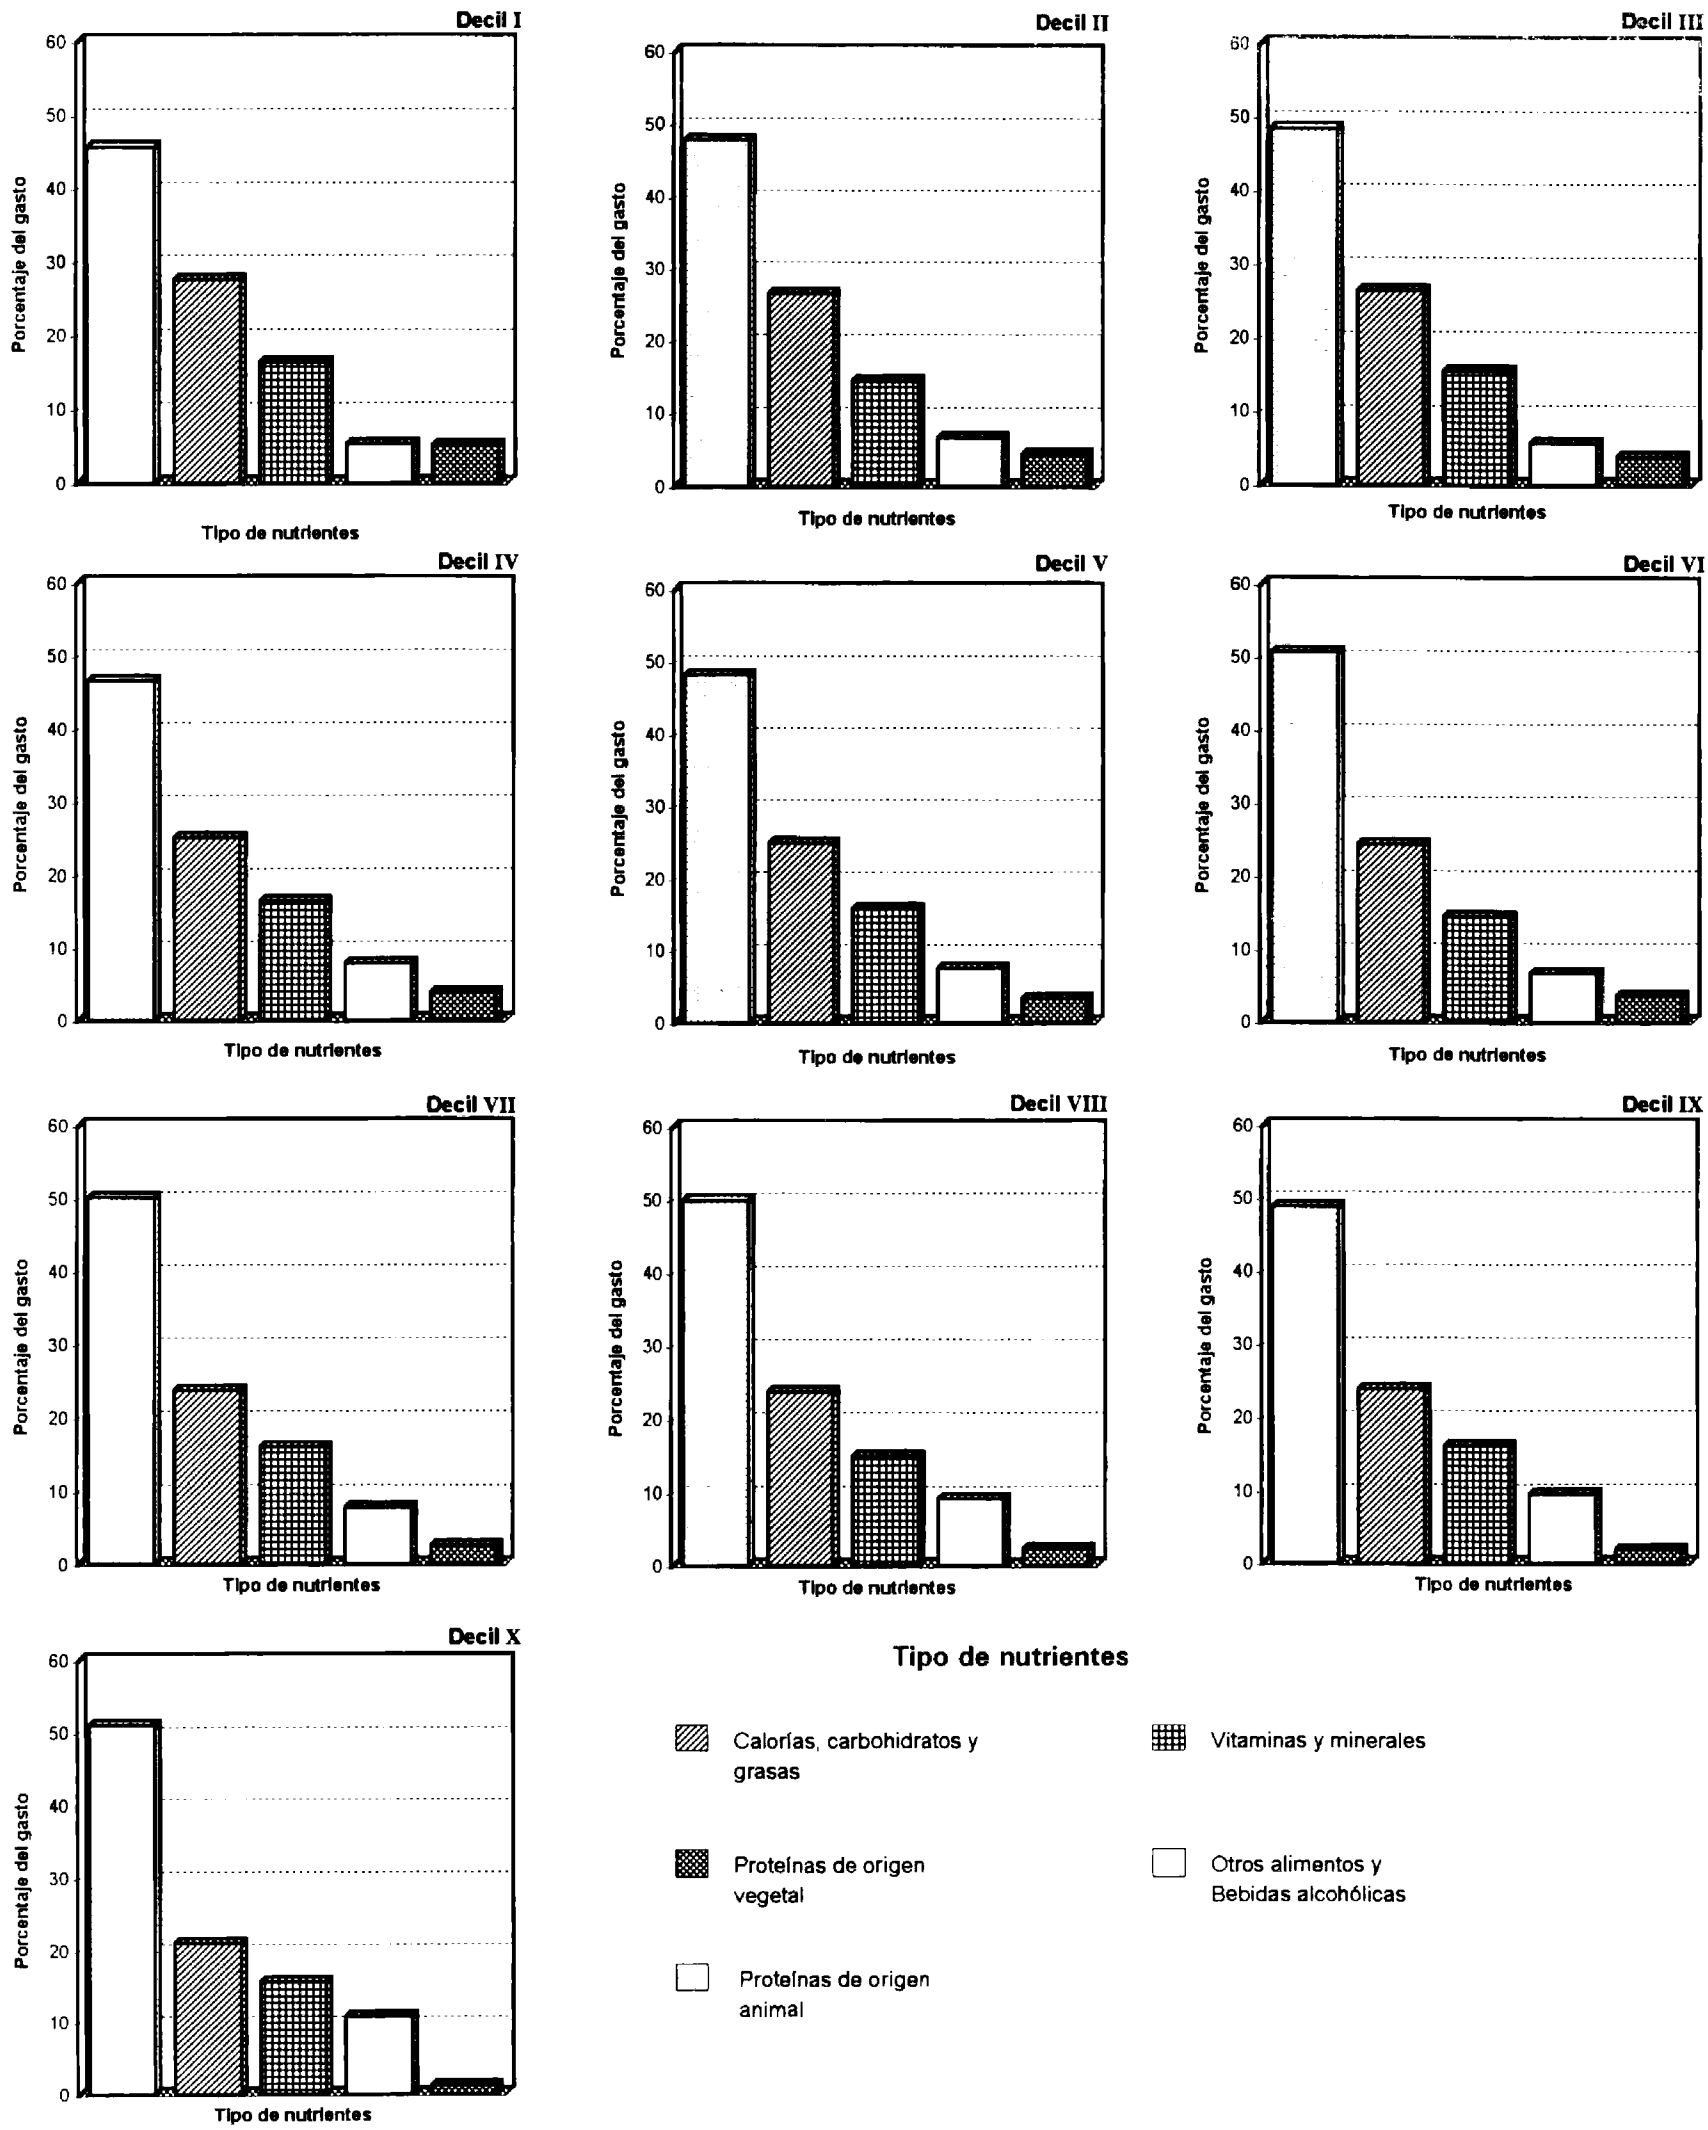 Decil I
60
50
40
30
20
10
0
Porcentaje del gasto
Tipo de nutrientes
Decil II
60
50
40
30
20
10
0
Porcentaje del gasto
Tipo de nutrientes
Decil III
60
50
40
30
20
10
0
Porcentaje del gasto
Tipo de nutrientes
Decil IV
60
50
40
30
20
10
0
Porcentaje del gasto
Tipo de nutrientes
Decil V
60
50
40
30
20
10
0
Porcentaje del gasto
Tipo de nutrientes
Decil VI
60
50
40
30
20
10
0
Porcentaje del gasto
Tipo de nutrientes
Decil VII
60
50
40
30
20
10
0
Porcentaje del gasto
Tipo de nutrientes
Decil VIII
60
50
40
30
20
10
0
Porcentaje del gasto
Tipo de nutrientes
Decil IX
60
50
40
30
20
10
0
Porcentaje del gasto
Tipo de nutrientes
Decil X
60
50
40
30
20
10
0
Porcentaje del gasto
Tipo de nutrientes
Tipo de nutrientes
Calorías, carbohidratos y
grasas
Vitaminas y minerales
Proteínas de origen
vegetal
Otros alimentos y
Bebidas alcohólicas
Proteínas de origen
animal